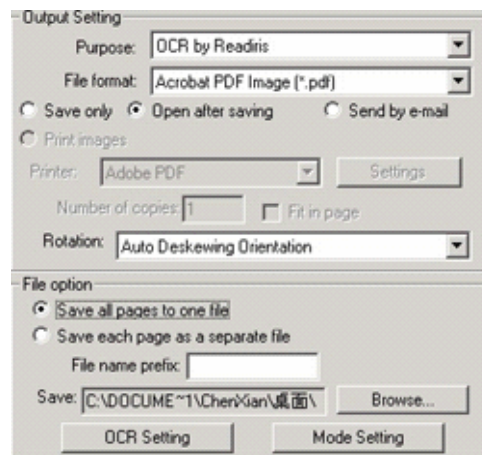 Output Setting
Purpose: OCR by Readiris
File format: Acrobat PDF Image (*.pdf)
Save only Open after saving Send by e-mail
Print images
Printer: Adobe PDF Settings
Number of copies: 1 Fit in page
Rotation: Auto Deskewing Orientation
File option
Save all pages to one file
Save each page as a separate file
File name prefix:
Save: C:\DOCUME~1\ChenXian\桌面\ Browse...
OCR Setting Mode Setting